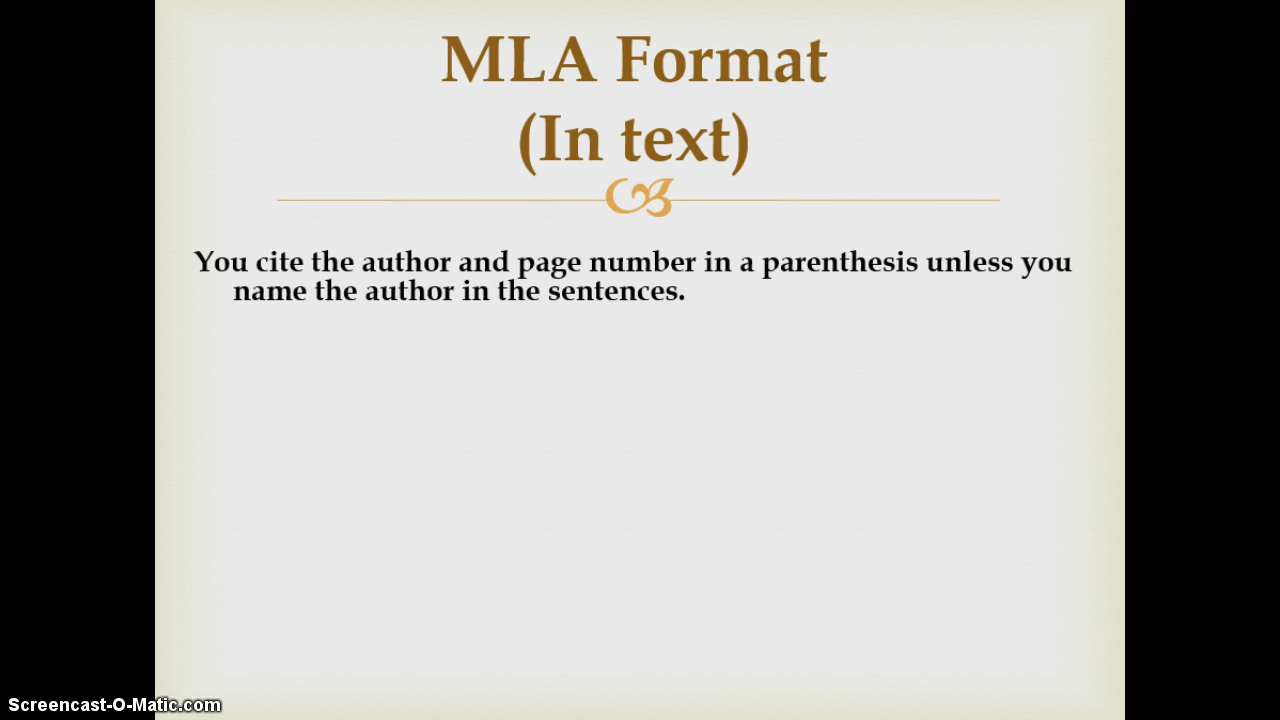 MLA Format
(In text)
You cite the author and page number in a parenthesis unless you
name the author in the sentences.
Screencast-O-Matic.com